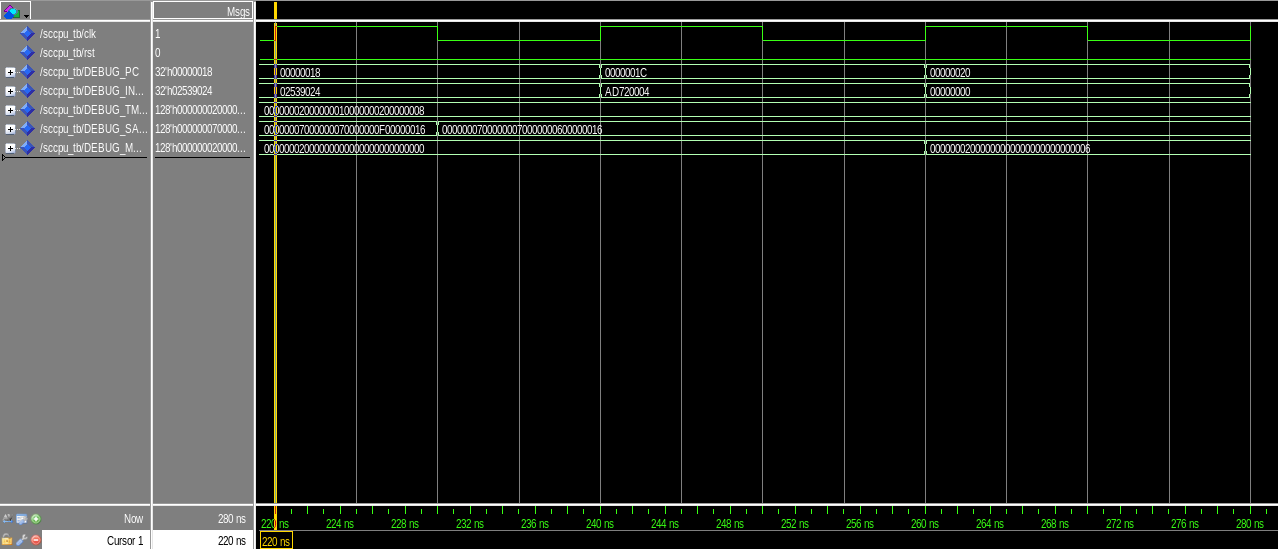 Msgs
/sccpu_tb/clk 1
/sccpu_tb/rst 0
/sccpu_tb/DEBUG_PC 32'h00000018 00000018 0000001C 00000020
/sccpu_tb/DEBUG_IN... 32'h02539024 02539024 AD720004 00000000
/sccpu_tb/DEBUG_TM... 128'h000000020000... 00000002000000010000000200000008
/sccpu_tb/DEBUG_SA... 128'h000000070000... 00000007000000070000000F00000016 00000007000000070000000600000016
/sccpu_tb/DEBUG_M... 128'h000000020000... 00000002000000000000000000000000 00000002000000000000000000000006
Now 280 ns 220 ns 224 ns 228 ns 232 ns 236 ns 240 ns 244 ns 248 ns 252 ns 256 ns 260 ns 264 ns 268 ns 272 ns 276 ns 280 ns
Cursor 1 220 ns 220 ns